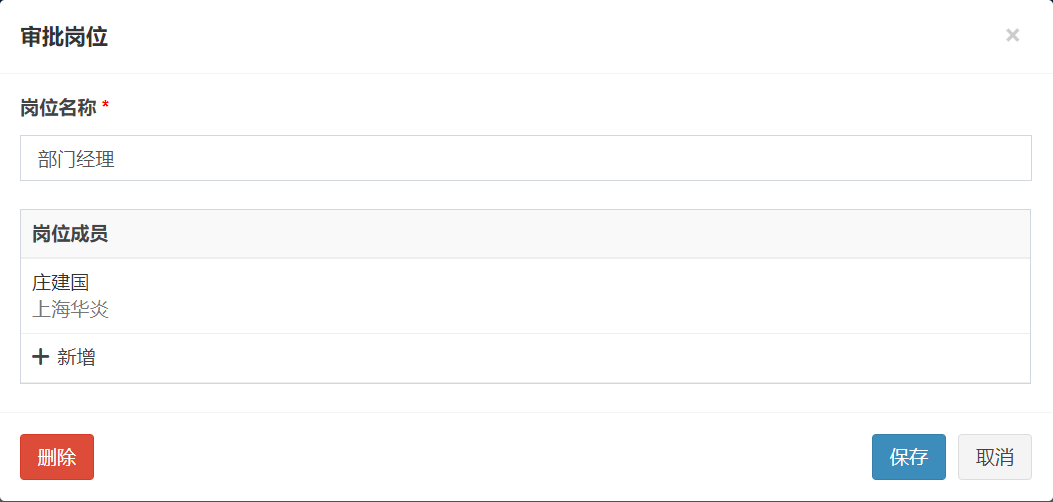 审批岗位
×
岗位名称 *
部门经理
岗位成员
庄建国
上海华炎
+ 新增
删除
保存
取消